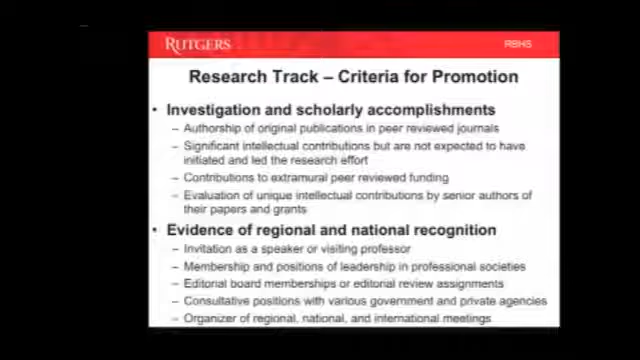 RUTGERS
RBHS
Research Track – Criteria for Promotion
• Investigation and scholarly accomplishments
– Authorship of original publications in peer reviewed journals
– Significant intellectual contributions but are not expected to have
initiated and led the research effort
– Contributions to extramural peer reviewed funding
– Evaluation of unique intellectual contributions by senior authors of
their papers and grants
• Evidence of regional and national recognition
– Invitation as a speaker or visiting professor
– Membership and positions of leadership in professional societies
– Editorial board memberships or editorial review assignments
– Consultative positions with various government and private agencies
– Organizer of regional, national, and international meetings